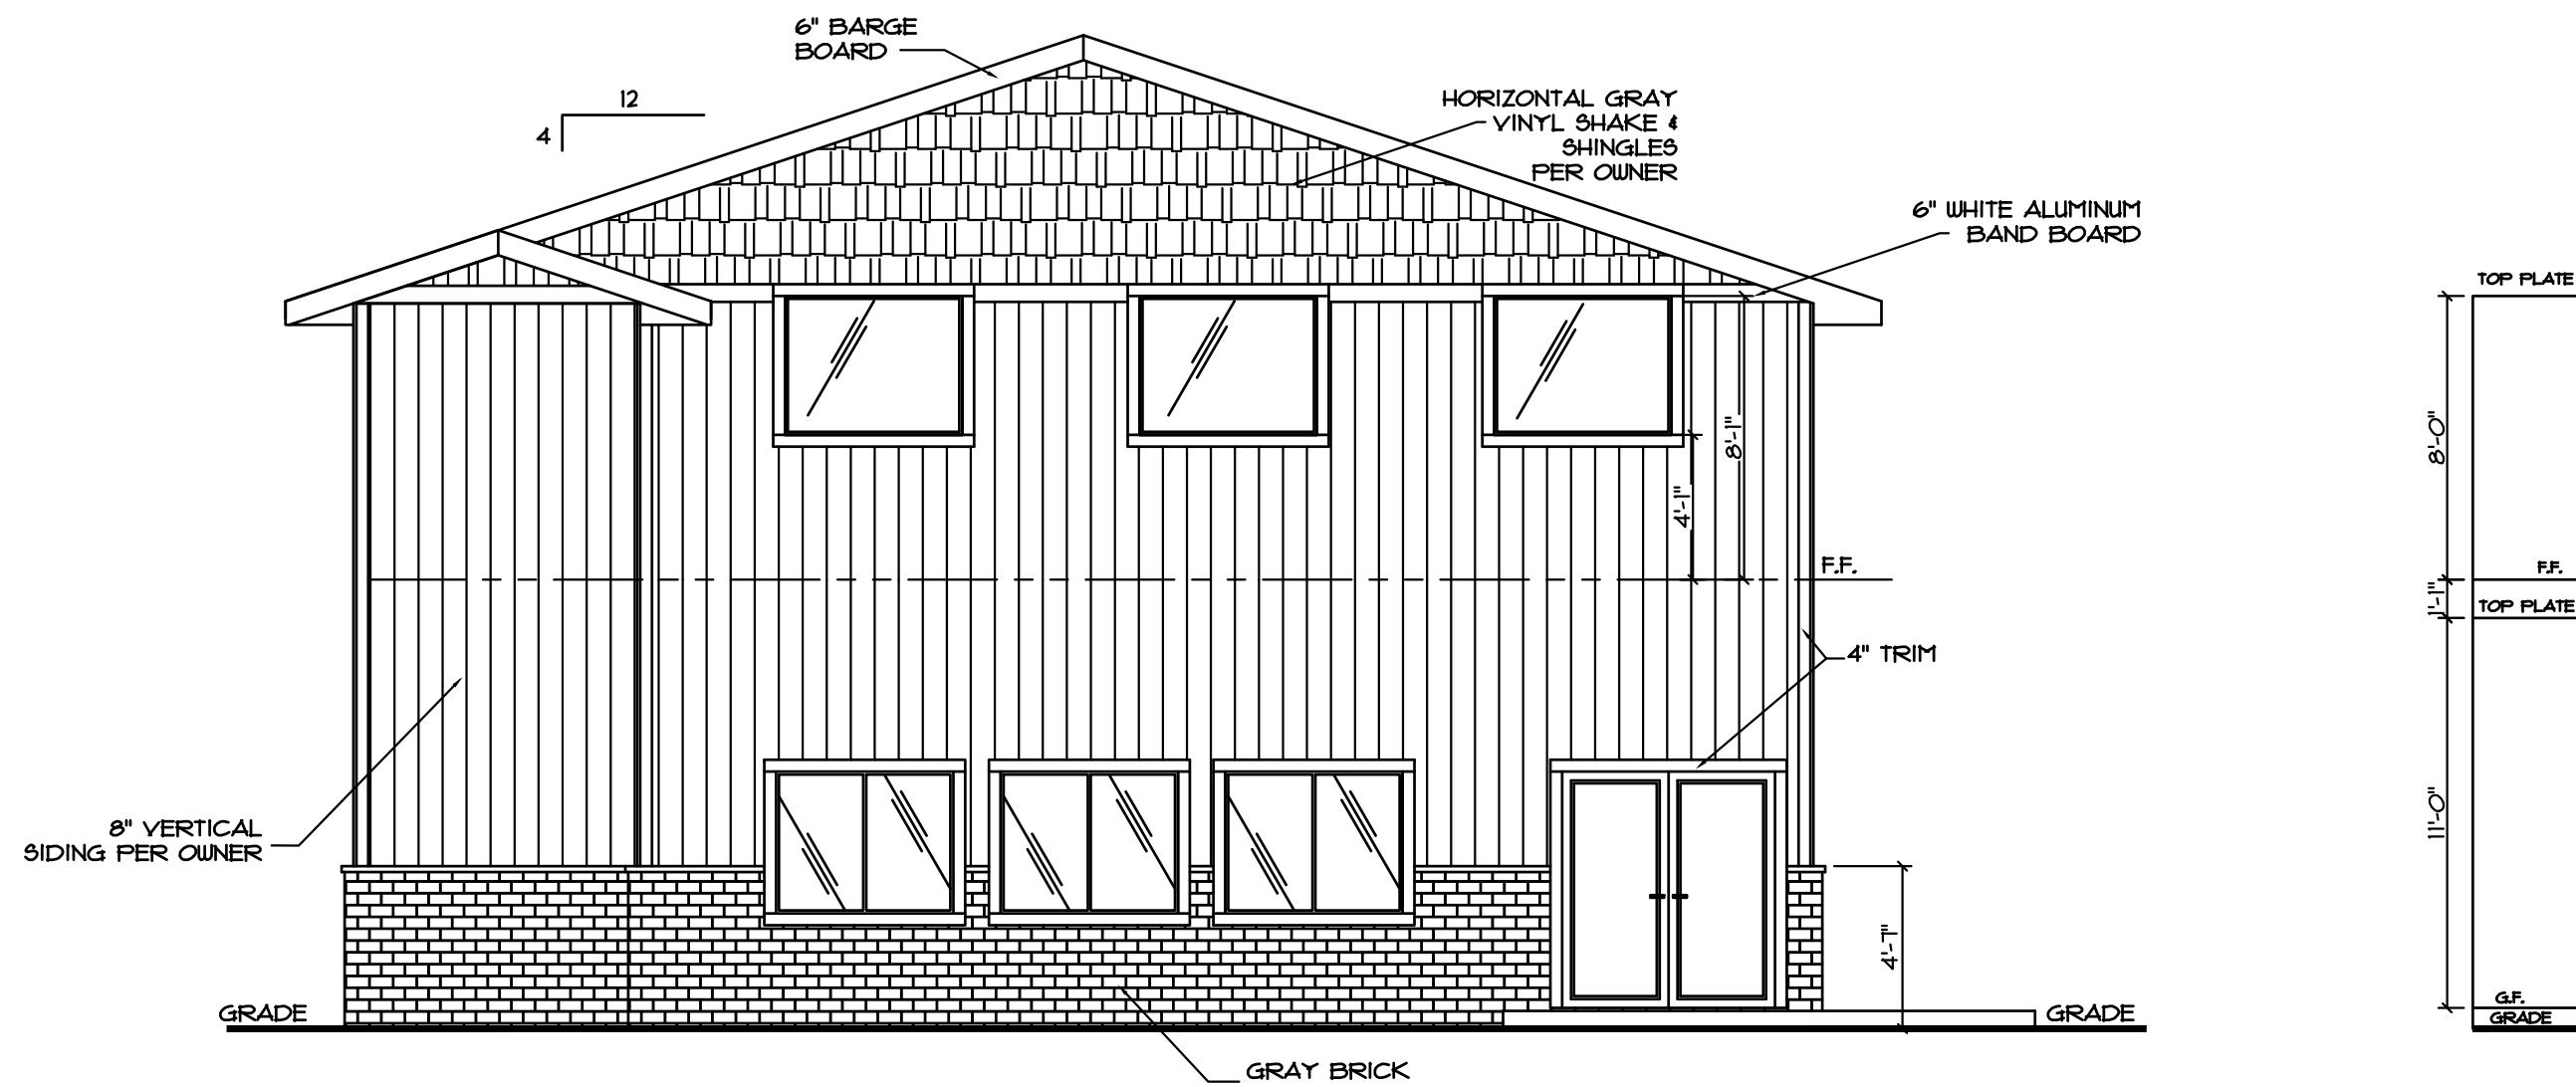 6" BARGE
BOARD
12
4
HORIZONTAL GRAY
VINYL SHAKE &
SHINGLES
PER OWNER
6" WHITE ALUMINUM
BAND BOARD
8'-1"
4'-1"
F.F.
4" TRIM
8" VERTICAL
SIDING PER OWNER
4'-7"
GRADE
GRADE
GRAY BRICK
TOP PLATE
8'-0"
F.F.
1'-1"
TOP PLATE
11'-0"
G.F.
GRADE